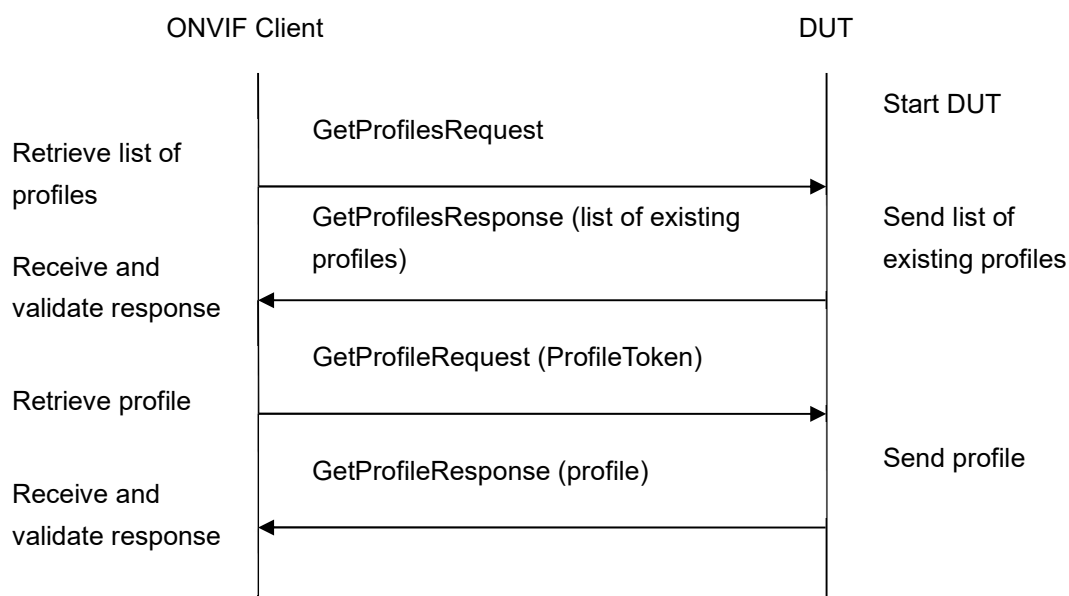 ONVIF Client
DUT
Start DUT
GetProfilesRequest
Retrieve list of
profiles
GetProfilesResponse (list of existing
profiles)
Send list of
existing profiles
Receive and
validate response
GetProfileRequest (ProfileToken)
Retrieve profile
GetProfileResponse (profile)
Send profile
Receive and
validate response